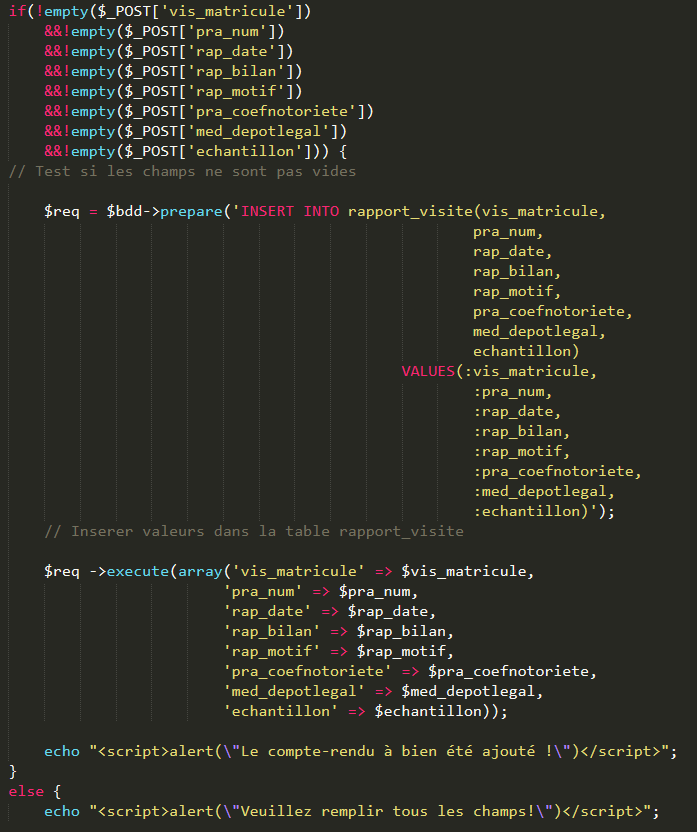 if(!empty($_POST['vis_matricule'])
&&!empty($_POST['pra_num'])
&&!empty($_POST['rap_date'])
&&!empty($_POST['rap_bilan'])
&&!empty($_POST['rap_motif'])
&&!empty($_POST['pra_coefnotoriete'])
&&!empty($_POST['med_depotlegal'])
&&!empty($_POST['echantillon'])) {
// Test si les champs ne sont pas vides
$req = $bdd->prepare('INSERT INTO rapport_visite(vis_matricule,
pra_num,
rap_date,
rap_bilan,
rap_motif,
pra_coefnotoriete,
med_depotlegal,
echantillon)
VALUES(:vis_matricule,
:pra_num,
:rap_date,
:rap_bilan,
:rap_motif,
:pra_coefnotoriete,
:med_depotlegal,
:echantillon)');
// Inserer valeurs dans la table rapport_visite
$req ->execute(array('vis_matricule' => $vis_matricule,
'pra_num' => $pra_num,
'rap_date' => $rap_date,
'rap_bilan' => $rap_bilan,
'rap_motif' => $rap_motif,
'pra_coefnotoriete' => $pra_coefnotoriete,
'med_depotlegal' => $med_depotlegal,
'echantillon' => $echantillon));
echo "<script>alert(\"Le compte-rendu à bien été ajouté !\")</script>";
}
else {
echo "<script>alert(\"Veuillez remplir tous les champs!\")</script>";